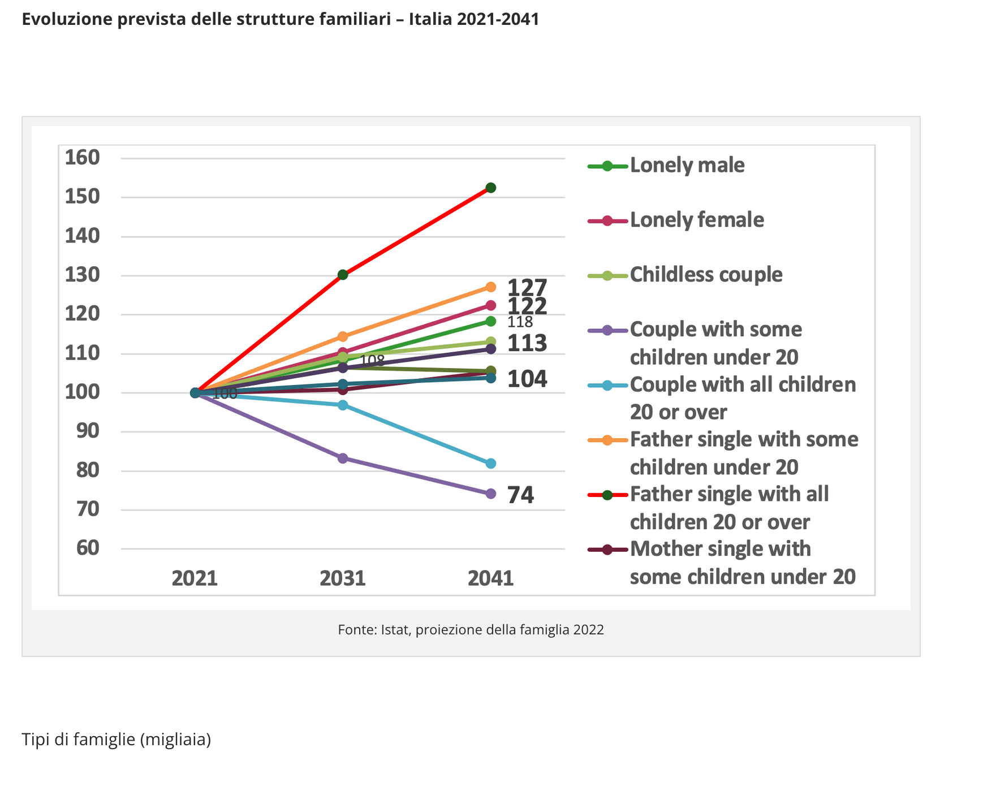 Evoluzione prevista delle strutture familiari – Italia 2021-2041
160
150
140
130
120
110
100
90
80
70
60
2021
2031
2041
100
108
127
122
118
113
104
74
Lonely male
Lonely female
Childless couple
Couple with some
children under 20
Couple with all children
20 or over
Father single with some
children under 20
Father single with all
children 20 or over
Mother single with
some children under 20
Fonte: Istat, proiezione della famiglia 2022
Tipi di famiglie (migliaia)